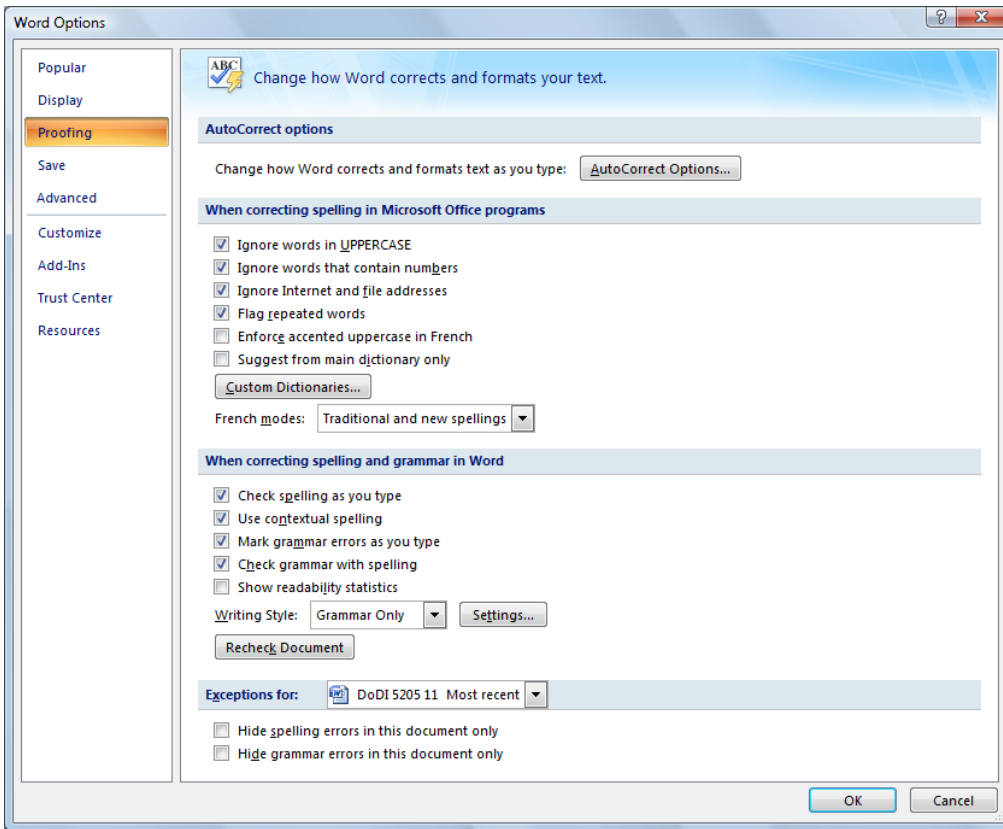 Word Options
?
Popular
Display
Proofing
Save
Advanced
Customize
Add-Ins
Trust Center
Resources
ABC
Change how Word corrects and formats your text.
AutoCorrect options
Change how Word corrects and formats text as you type: AutoCorrect Options...
When correcting spelling in Microsoft Office programs
Ignore words in UPPERCASE
Ignore words that contain numbers
Ignore Internet and file addresses
Flag repeated words
Enforce accented uppercase in French
Suggest from main dictionary only
Custom Dictionaries...
French modes: Traditional and new spellings
When correcting spelling and grammar in Word
Check spelling as you type
Use contextual spelling
Mark grammar errors as you type
Check grammar with spelling
Show readability statistics
Writing Style: Grammar Only Settings...
Recheck Document
Exceptions for: DoDI 5205 11 Most recent
Hide spelling errors in this document only
Hide grammar errors in this document only
OK Cancel